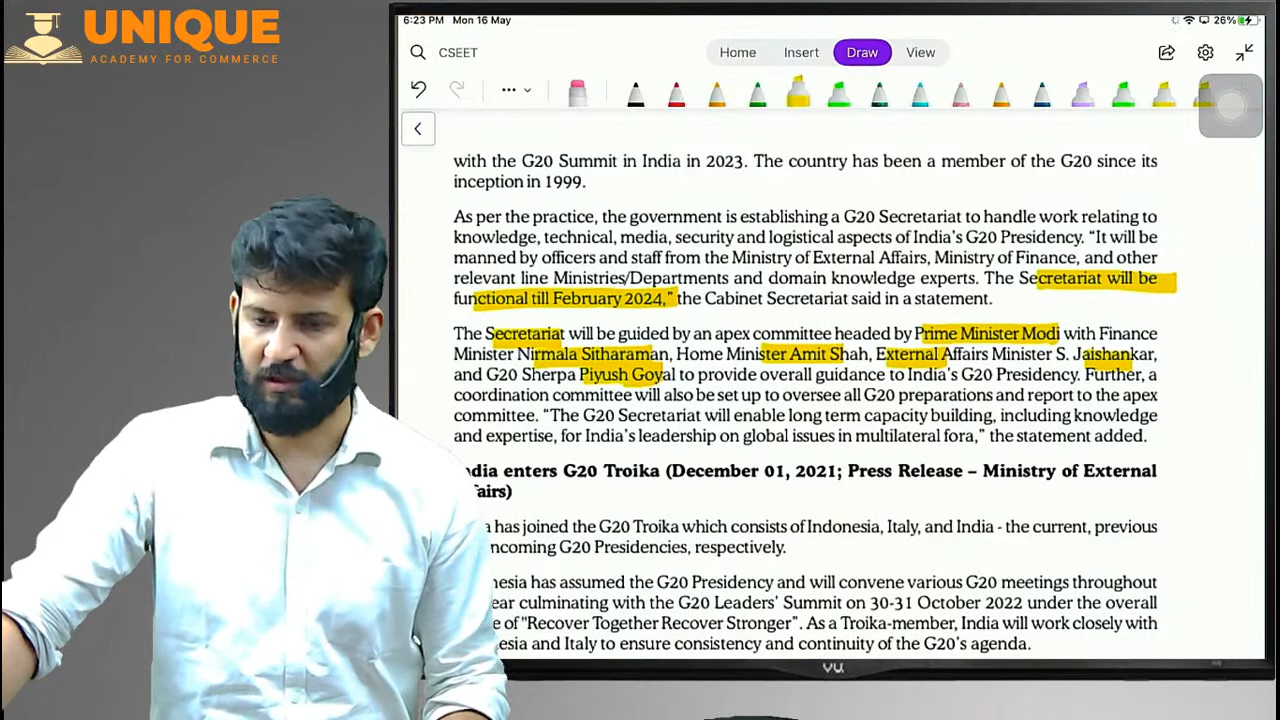 UNIQUE
ACADEMY FOR COMMERCE
6:23 PM Mon 16 May
26%
CSEET
Home Insert Draw View
with the G20 Summit in India in 2023. The country has been a member of the G20 since its
inception in 1999.
As per the practice, the government is establishing a G20 Secretariat to handle work relating to
knowledge, technical, media, security and logistical aspects of India's G20 Presidency. “It will be
manned by officers and staff from the Ministry of External Affairs, Ministry of Finance, and other
relevant line Ministries/Departments and domain knowledge experts. The Secretariat will be
functional till February 2024,” the Cabinet Secretariat said in a statement.
The Secretariat will be guided by an apex committee headed by Prime Minister Modi with Finance
Minister Nirmala Sitharaman, Home Minister Amit Shah, External Affairs Minister S. Jaishankar,
and G20 Sherpa Piyush Goyal to provide overall guidance to India's G20 Presidency. Further, a
coordination committee will also be set up to oversee all G20 preparations and report to the apex
committee. “The G20 Secretariat will enable long term capacity building, including knowledge
and expertise, for India's leadership on global issues in multilateral fora,” the statement added.
dia enters G20 Troika (December 01, 2021; Press Release – Ministry of External
fairs)
has joined the G20 Troika which consists of Indonesia, Italy, and India - the current, previous
ncoming G20 Presidencies, respectively.
nesia has assumed the G20 Presidency and will convene various G20 meetings throughout
ear culminating with the G20 Leaders' Summit on 30-31 October 2022 under the overall
e of "Recover Together Recover Stronger”. As a Troika-member, India will work closely with
esia and Italy to ensure consistency and continuity of the G20's agenda.
vu